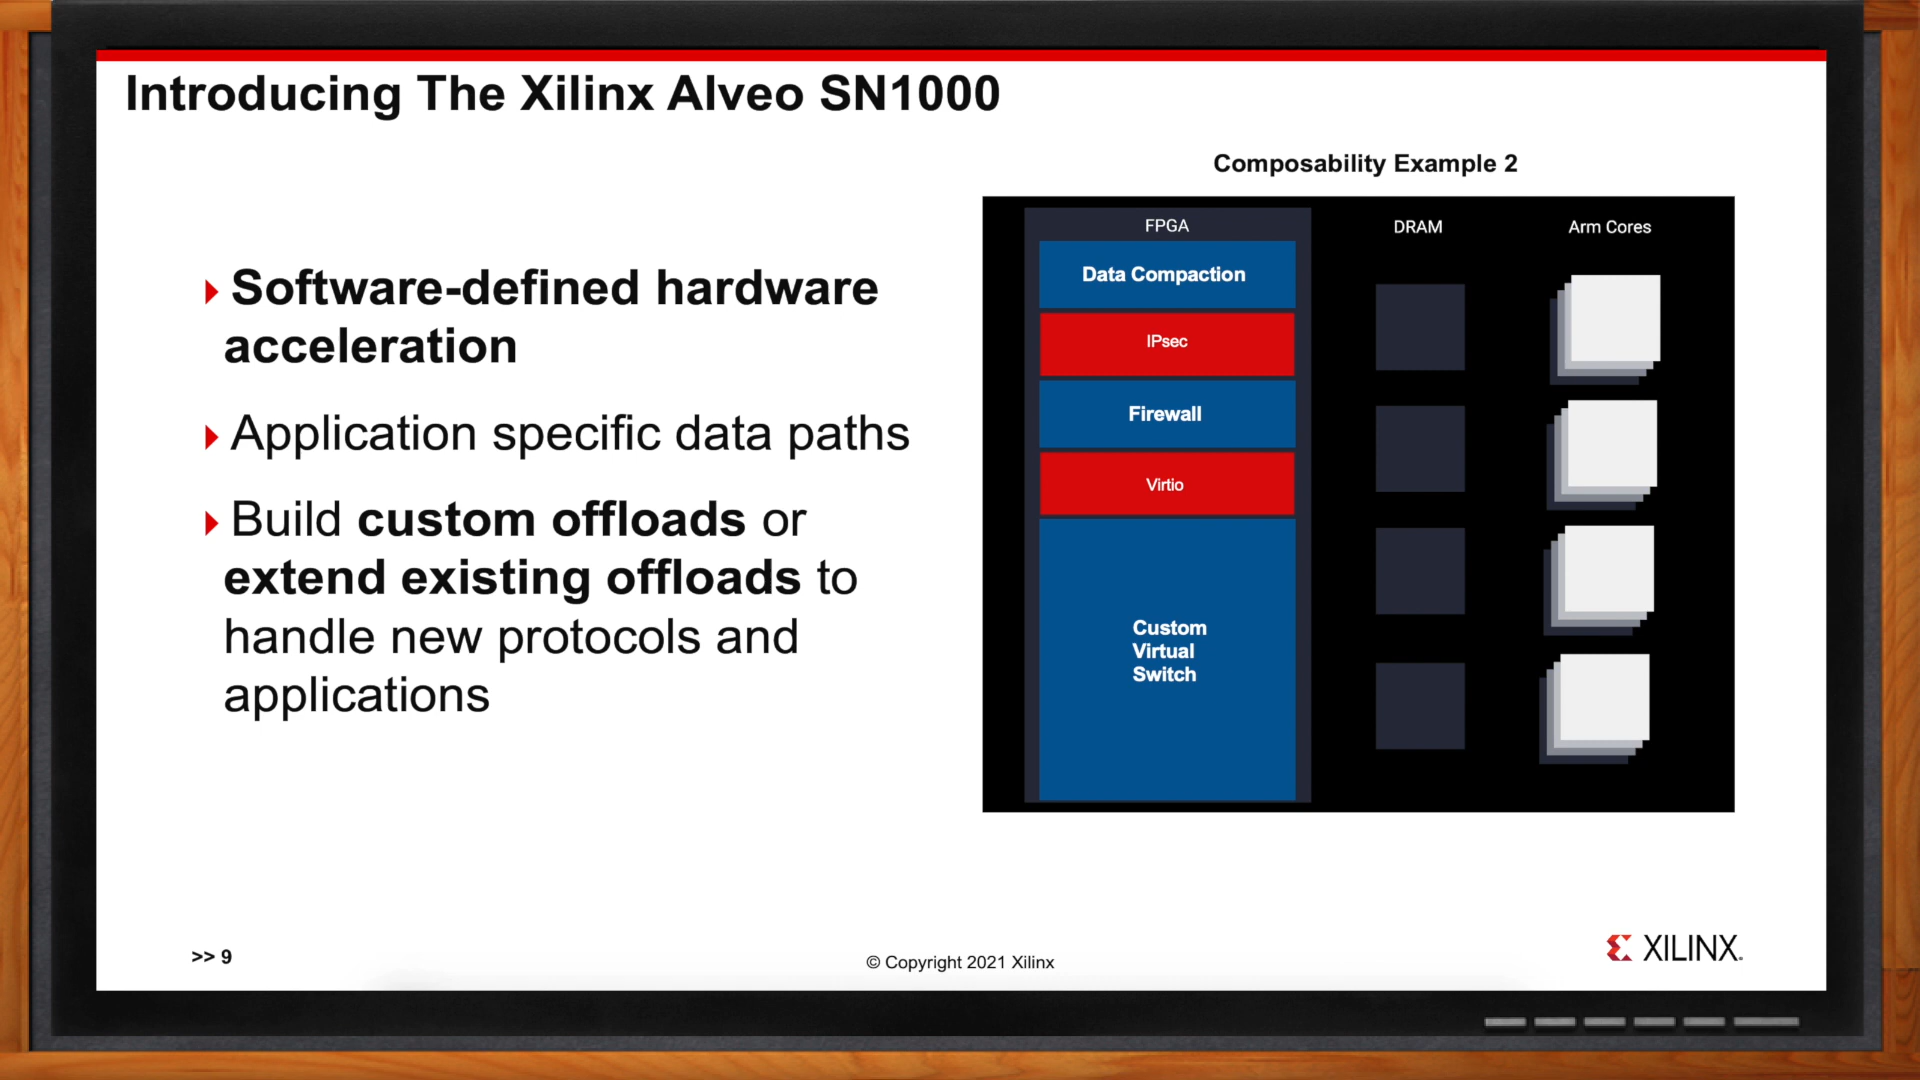 Introducing The Xilinx Alveo SN1000
Software-defined hardware
acceleration
Application specific data paths
Build custom offloads or
extend existing offloads to
handle new protocols and
applications
Composability Example 2
FPGA
DRAM
Arm Cores
Data Compaction
IPsec
Firewall
Virtio
Custom
Virtual
Switch
>> 9
© Copyright 2021 Xilinx
XILINX.